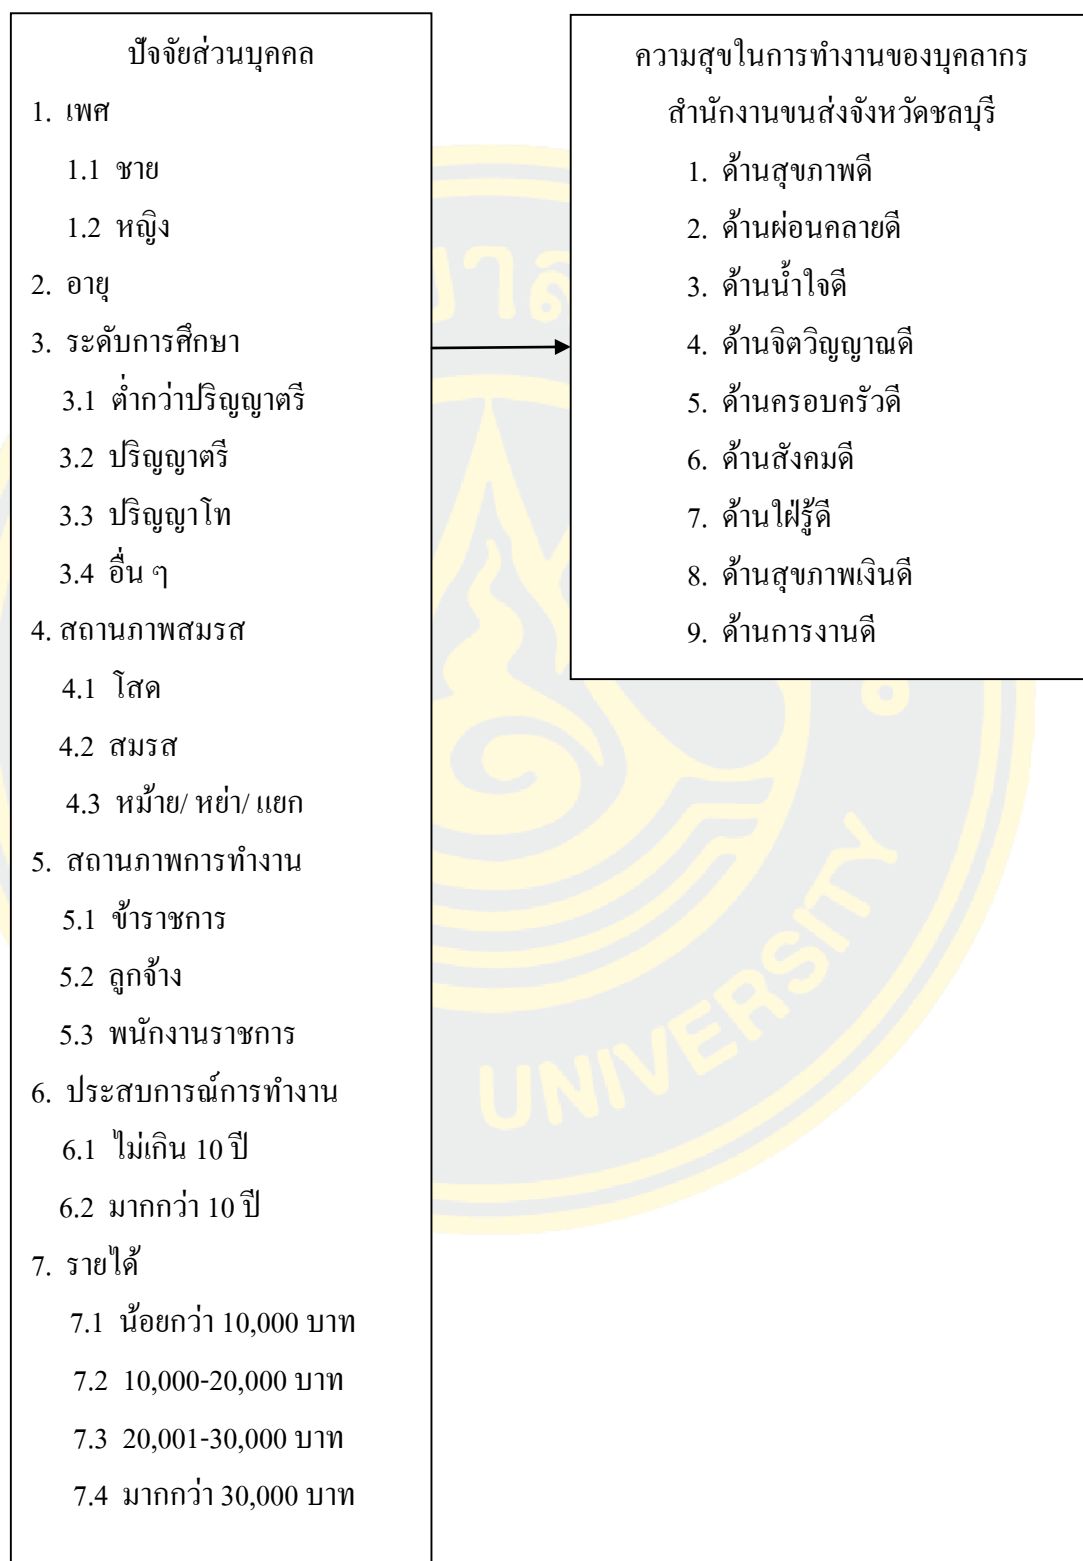 ปัจจัยส่วนบุคคล
1. เพศ
1.1 ชาย
1.2 หญิง
2. อายุ
3. ระดับการศึกษา
3.1 ต่ำกว่าปริญญาตรี
3.2 ปริญญาตรี
3.3 ปริญญาโท
3.4 อื่น ๆ
4. สถานภาพสมรส
4.1 โสด
4.2 สมรส
4.3 หม้าย/ หย่า/ แยก
5. สถานภาพการทำงาน
5.1 ข้าราชการ
5.2 ลูกจ้าง
5.3 พนักงานราชการ
6. ประสบการณ์การทำงาน
6.1 ไม่เกิน 10 ปี
6.2 มากกว่า 10 ปี
7. รายได้
7.1 น้อยกว่า 10,000 บาท
7.2 10,000-20,000 บาท
7.3 20,001-30,000 บาท
7.4 มากกว่า 30,000 บาท
ความสุขในการทำงานของบุคลากร
สำนักงานขนส่งจังหวัดชลบุรี
1. ด้านสุขภาพดี
2. ด้านผ่อนคลายดี
3. ด้านน้ำใจดี
4. ด้านจิตวิญญาณดี
5. ด้านครอบครัวดี
6. ด้านสังคมดี
7. ด้านใฝ่รู้ดี
8. ด้านสุขภาพเงินดี
9. ด้านการงานดี
UNIVERSITY